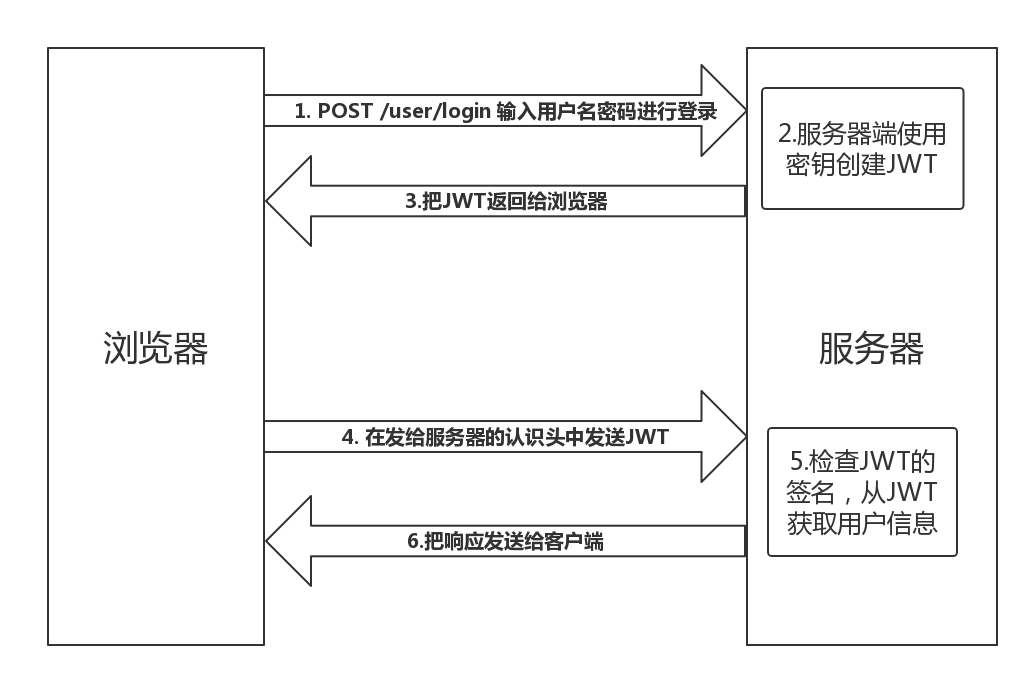 1. POST /user/login 输入用户名密码进行登录
2.服务器端使用
密钥创建JWT
3.把JWT返回给浏览器
浏览器
服务器
4. 在发给服务器的认识头中发送JWT
5.检查JWT的
签名，从JWT
获取用户信息
6.把响应发送给客户端